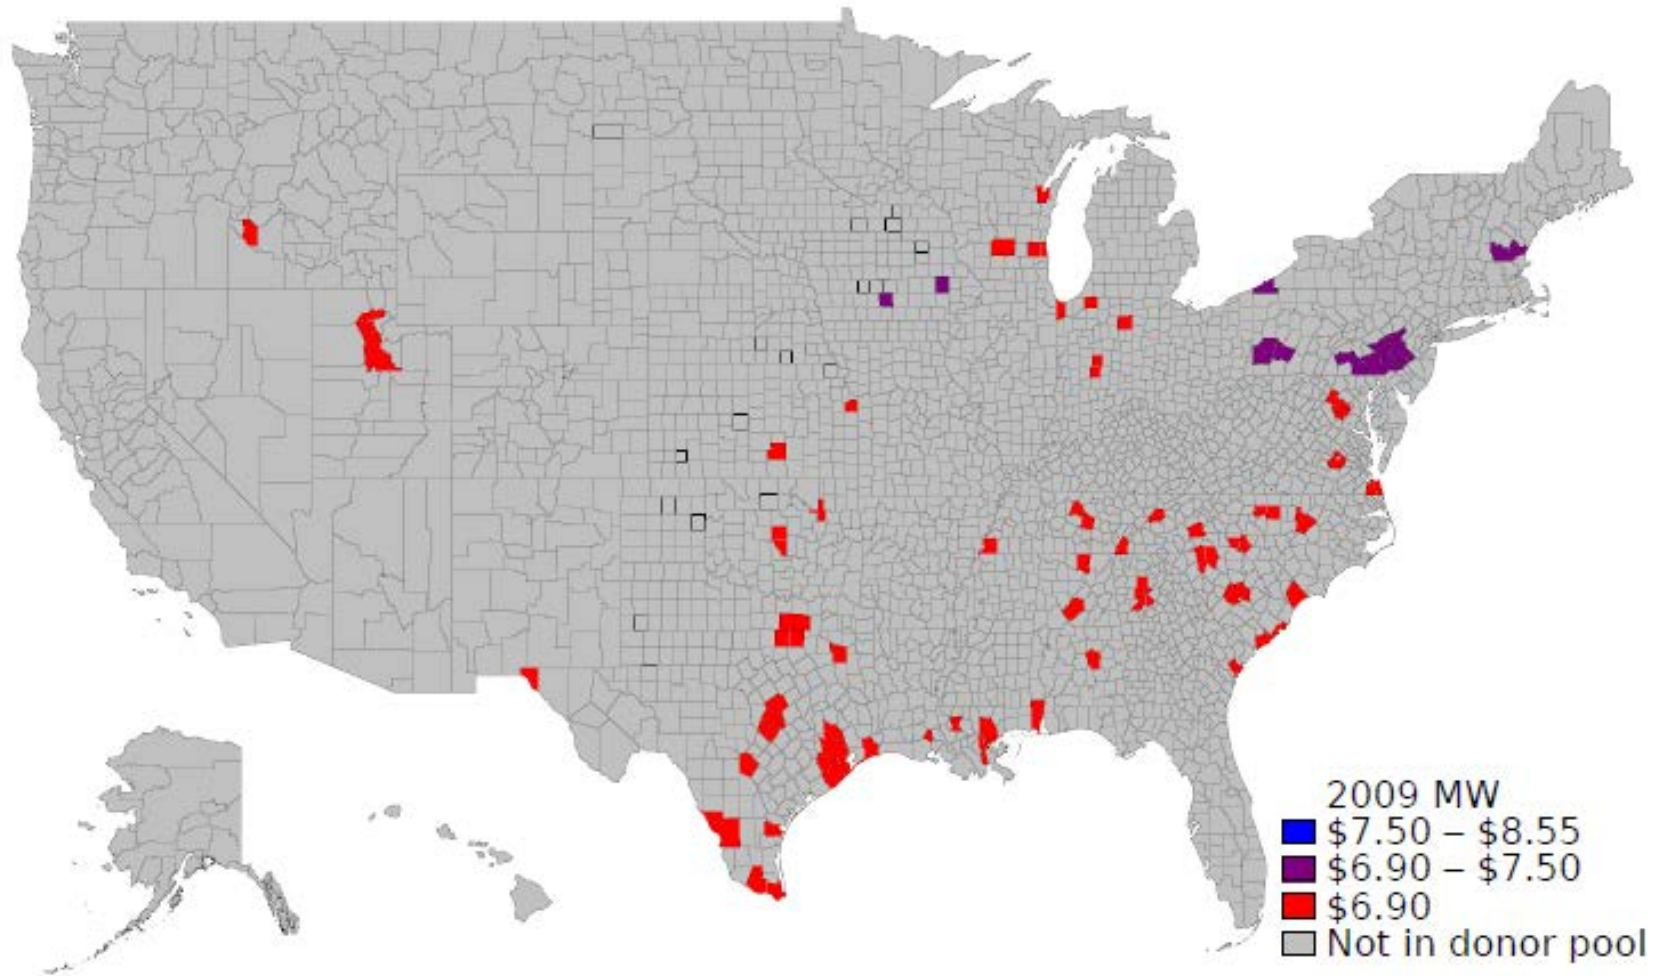 2009 MW
$7.50 – $8.55
$6.90 – $7.50
$6.90
Not in donor pool